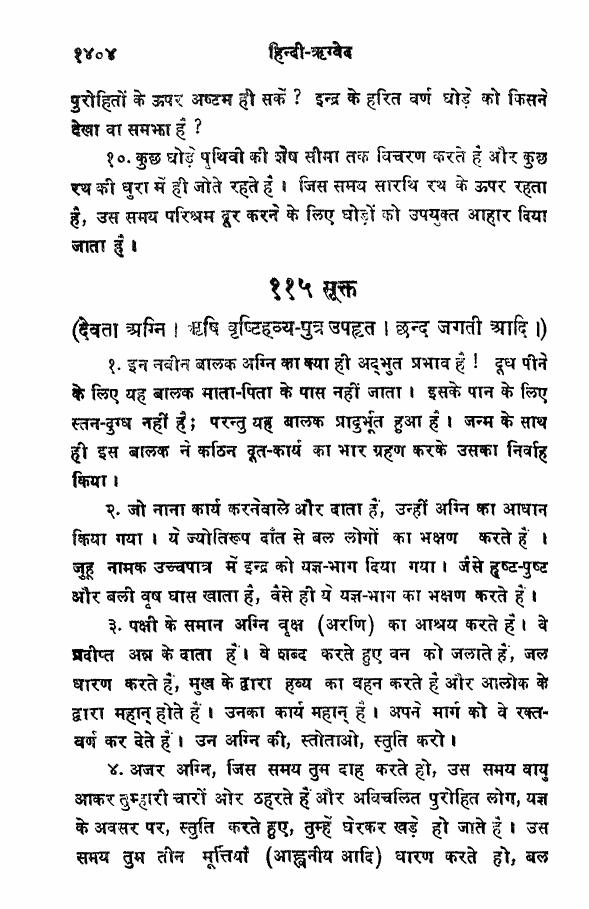 १४०४ हिन्दी-ऋग्वेद
पुरोहितों के ऊपर अष्टम ही सकें ? इन्द्र के हरित वर्ण घोड़े को किसने
देखा वा समझा है ?
१०. कुछ घोड़े पृथिवी की शेष सीमा तक विचरण करते हैं और कुछ
रथ की धुरा में ही जोते रहते हैं । जिस समय सारथि रथ के ऊपर रहता
है, उस समय परिश्रम दूर करने के लिए घोड़ों को उपयुक्त आहार दिया
जाता है ।
११५ सूक्त
(देवता अग्नि । ऋषि वृष्टिहव्य-पुत्र उपहृत । छन्द जगती आदि ।)
१. इन नवीन बालक अग्नि का क्या ही अद्भुत प्रभाव है ! दूध पीने
के लिए यह बालक माता-पिता के पास नहीं जाता । इसके पान के लिए
स्तन-दुग्ध नहीं है; परन्तु यह बालक प्रादुर्भूत हुआ है । जन्म के साथ
ही इस बालक ने कठिन दूत-कार्य का भार ग्रहण करके उसका निर्वाह
किया ।
२. जो नाना कार्य करनेवाले और दाता हैं, उन्हीं अग्नि का आधान
किया गया । ये ज्योतिरूप दाँत से बल लोगों का भक्षण करते हैं ।
जुहू नामक उच्चपात्र में इन्द्र को यज्ञ-भाग दिया गया । जैसे हृष्ट-पुष्ट
और बली वृष घास खाता है, वैसे ही ये यज्ञ-भाग का भक्षण करते हैं ।
३. पक्षी के समान अग्नि वृक्ष (अरणि) का आश्रय करते हैं । वे
प्रदीप्त अन्न के दाता हैं । वे शब्द करते हुए वन को जलाते हैं, जल
धारण करते हैं, मुख के द्वारा हव्य का वहन करते हैं और आलोक के
द्वारा महान् होते हैं । उनका कार्य महान् है । अपने मार्ग को वे रक्त-
वर्ण कर देते हैं । उन अग्नि की, स्तोताओ, स्तुति करो ।
४. अजर अग्नि, जिस समय तुम दाह करते हो, उस समय वायु
आकर तुम्हारी चारों ओर ठहरते हैं और अविचलित पुरोहित लोग, यज्ञ
के अवसर पर, स्तुति करते हुए, तुम्हें घेरकर खड़े हो जाते हैं । उस
समय तुम तीन मूर्त्तियाँ (आह्वनीय आदि) धारण करते हो, बल